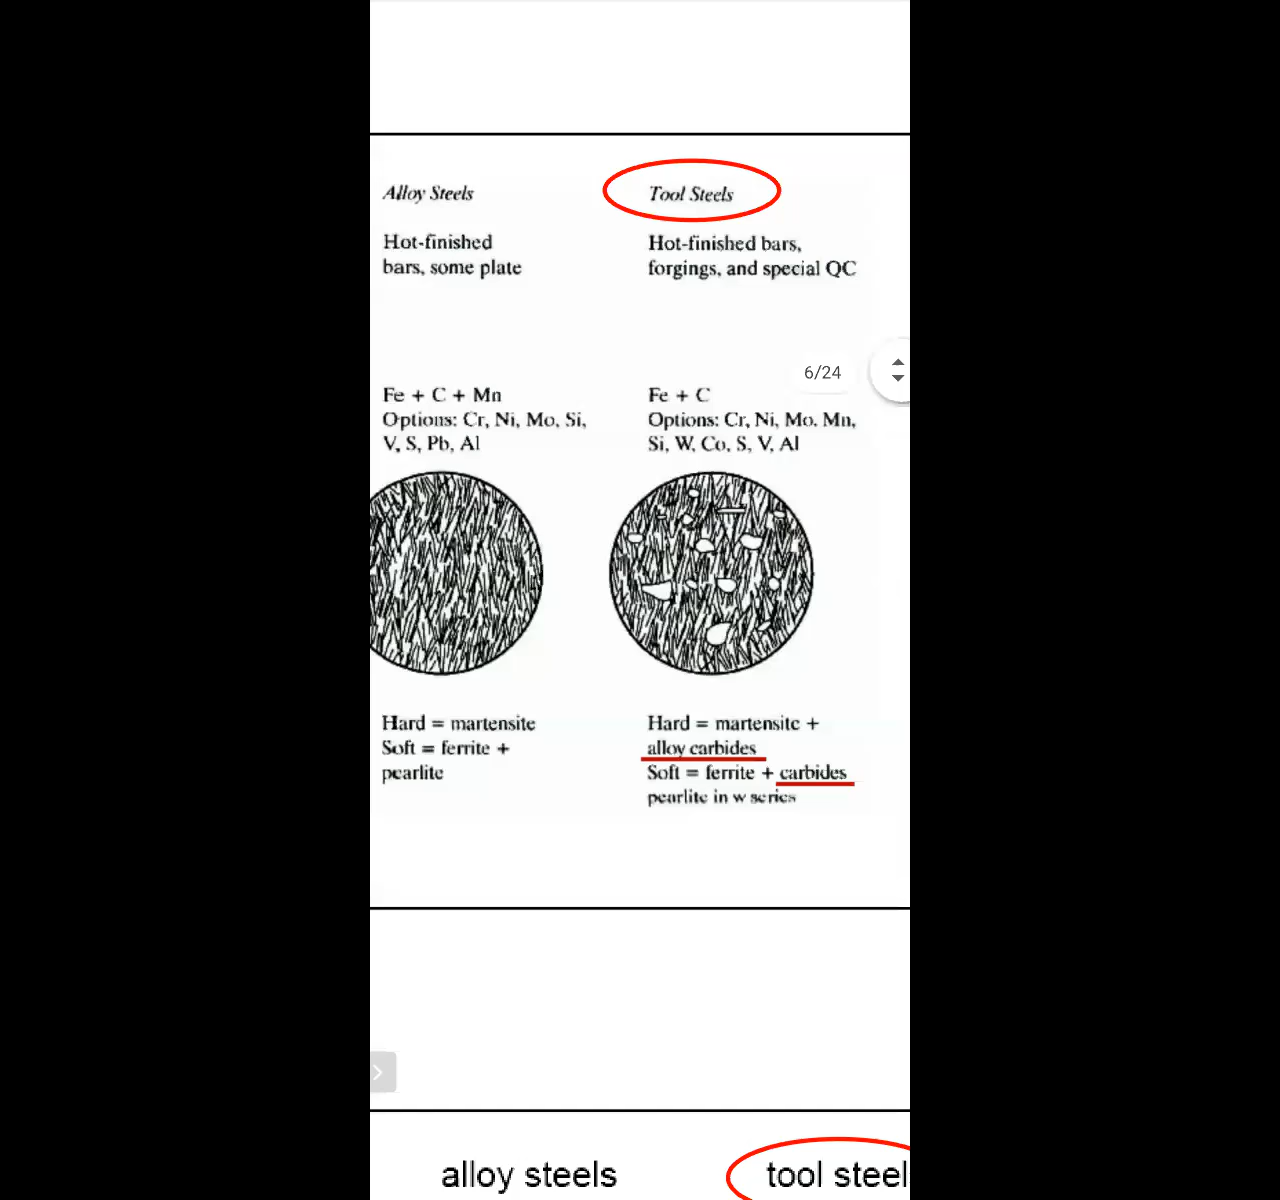 Alloy Steels
Tool Steels
Hot-finished
bars, some plate
Hot-finished bars,
forgings, and special QC
6/24
Fe + C + Mn
Options: Cr, Ni, Mo, Si,
V, S, Pb, Al
Fe + C
Options: Cr, Ni, Mo, Mn,
Si, W, Co, S, V, Al
Hard = martensite
Soft = ferrite +
pearlite
Hard = martensite +
alloy carbides
Soft = ferrite + carbides
pearlite in w series
alloy steels
tool steel